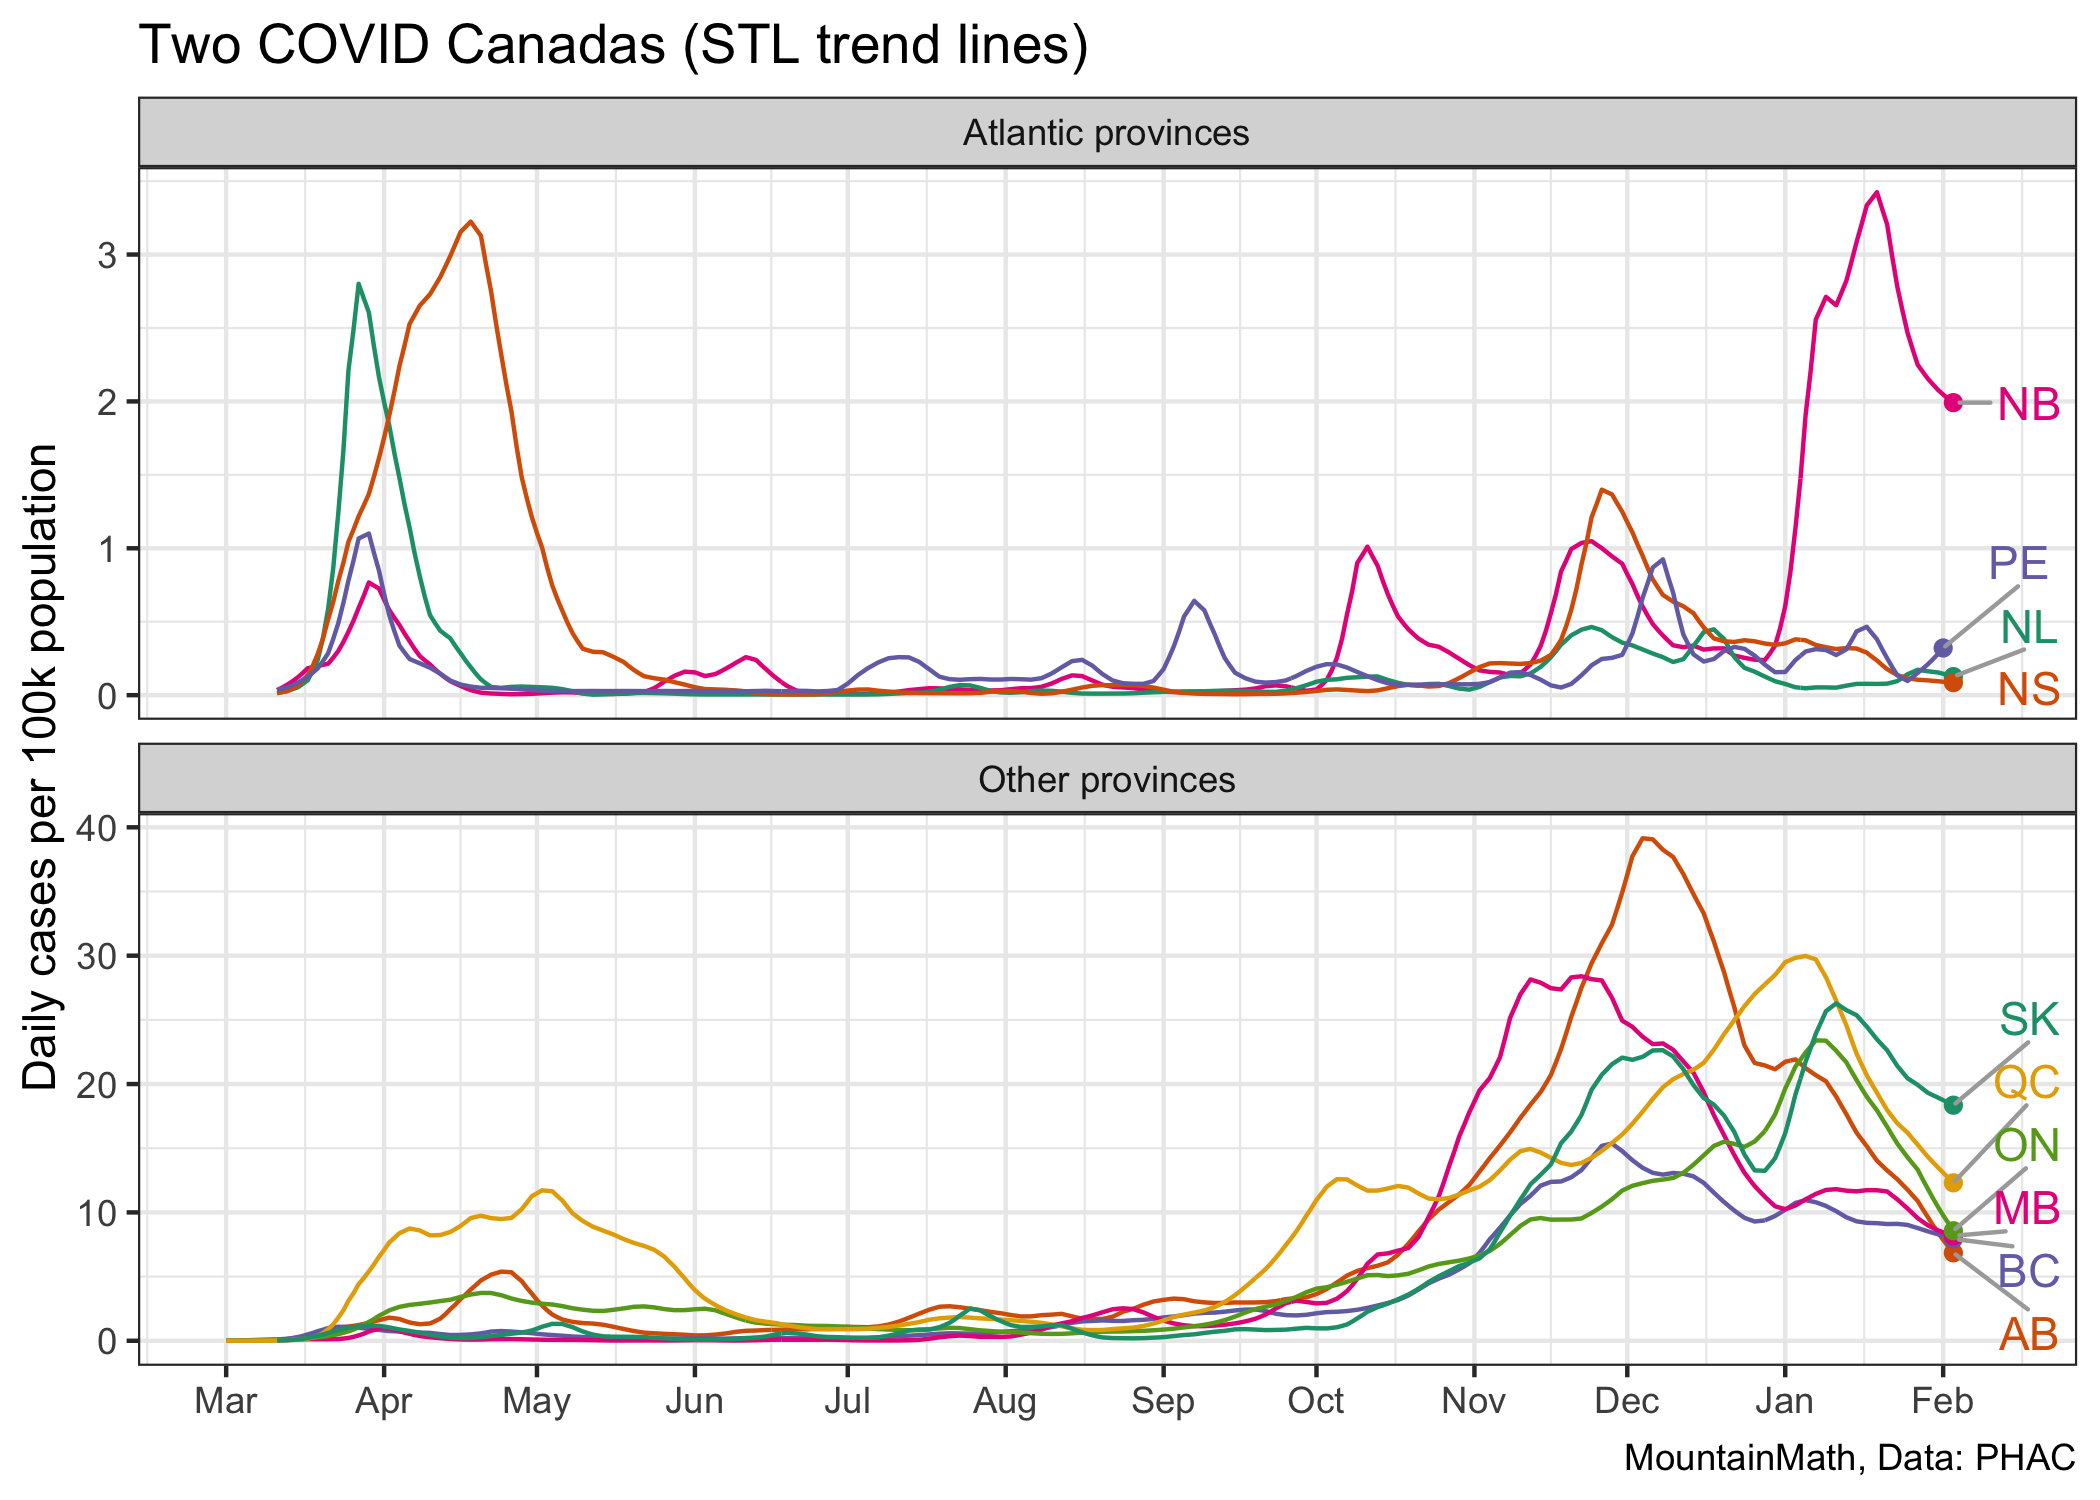 Two COVID Canadas (STL trend lines)
Daily cases per 100k population
Atlantic provinces
3
2
1
0
NB
PE
NL
NS
Other provinces
40
30
20
10
0
SK
QC
ON
MB
BC
AB
Mar Apr May Jun Jul Aug Sep Oct Nov Dec Jan Feb
MountainMath, Data: PHAC